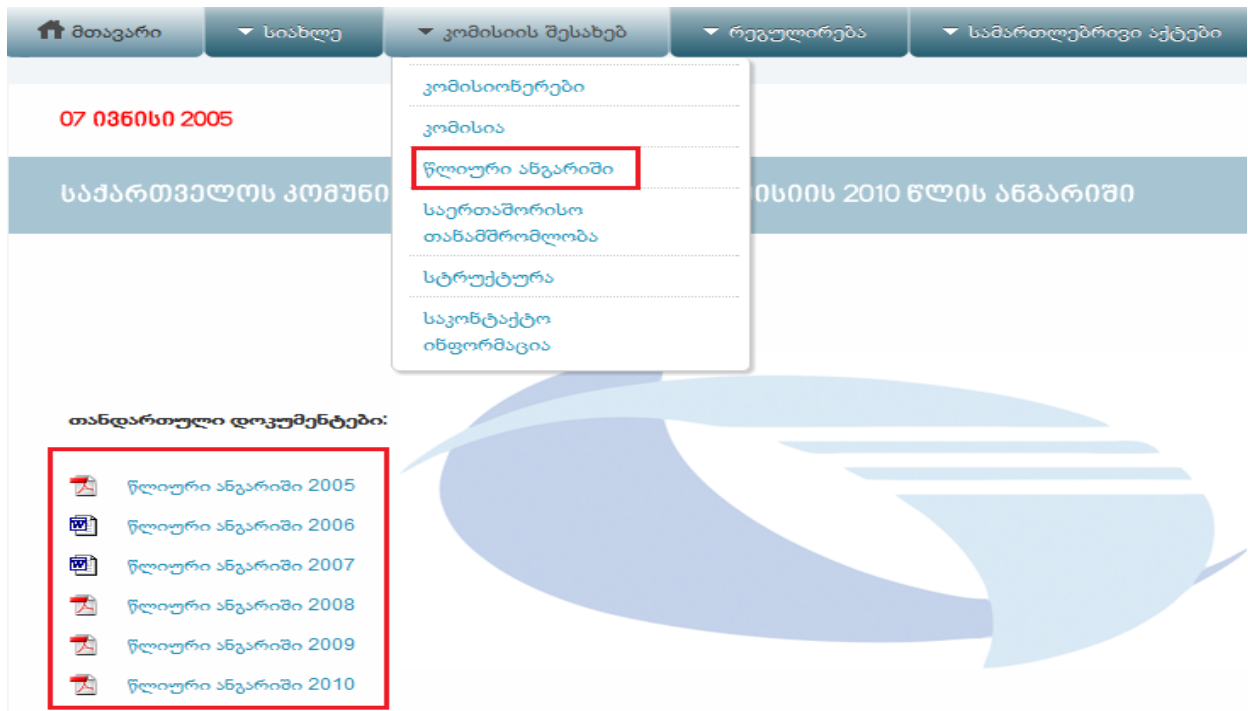 მთავარი
სიახლე
კომისიის შესახებ
რეგულირება
სამართლებრივი აქტები
კომისიონერები
კომისია
წლიური ანგარიში
საერთაშორისო
თანამშრომლობა
სტრუქტურა
საკონტაქტო
ინფორმაცია
07 ივნისი 2005
საქართველოს
2010 წლის ანგარიში
თანდართული დოკუმენტები:
წლიური ანგარიში 2005
წლიური ანგარიში 2006
წლიური ანგარიში 2007
წლიური ანგარიში 2008
წლიური ანგარიში 2009
წლიური ანგარიში 2010